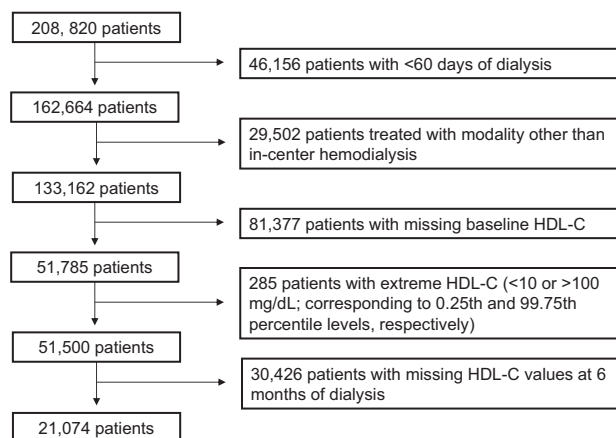 208, 820 patients
46,156 patients with <60 days of dialysis
162,664 patients
29,502 patients treated with modality other than
in-center hemodialysis
133,162 patients
81,377 patients with missing baseline HDL-C
51,785 patients
285 patients with extreme HDL-C (<10 or >100
mg/dL; corresponding to 0.25th and 99.75th
percentile levels, respectively)
51,500 patients
30,426 patients with missing HDL-C values at 6
months of dialysis
21,074 patients